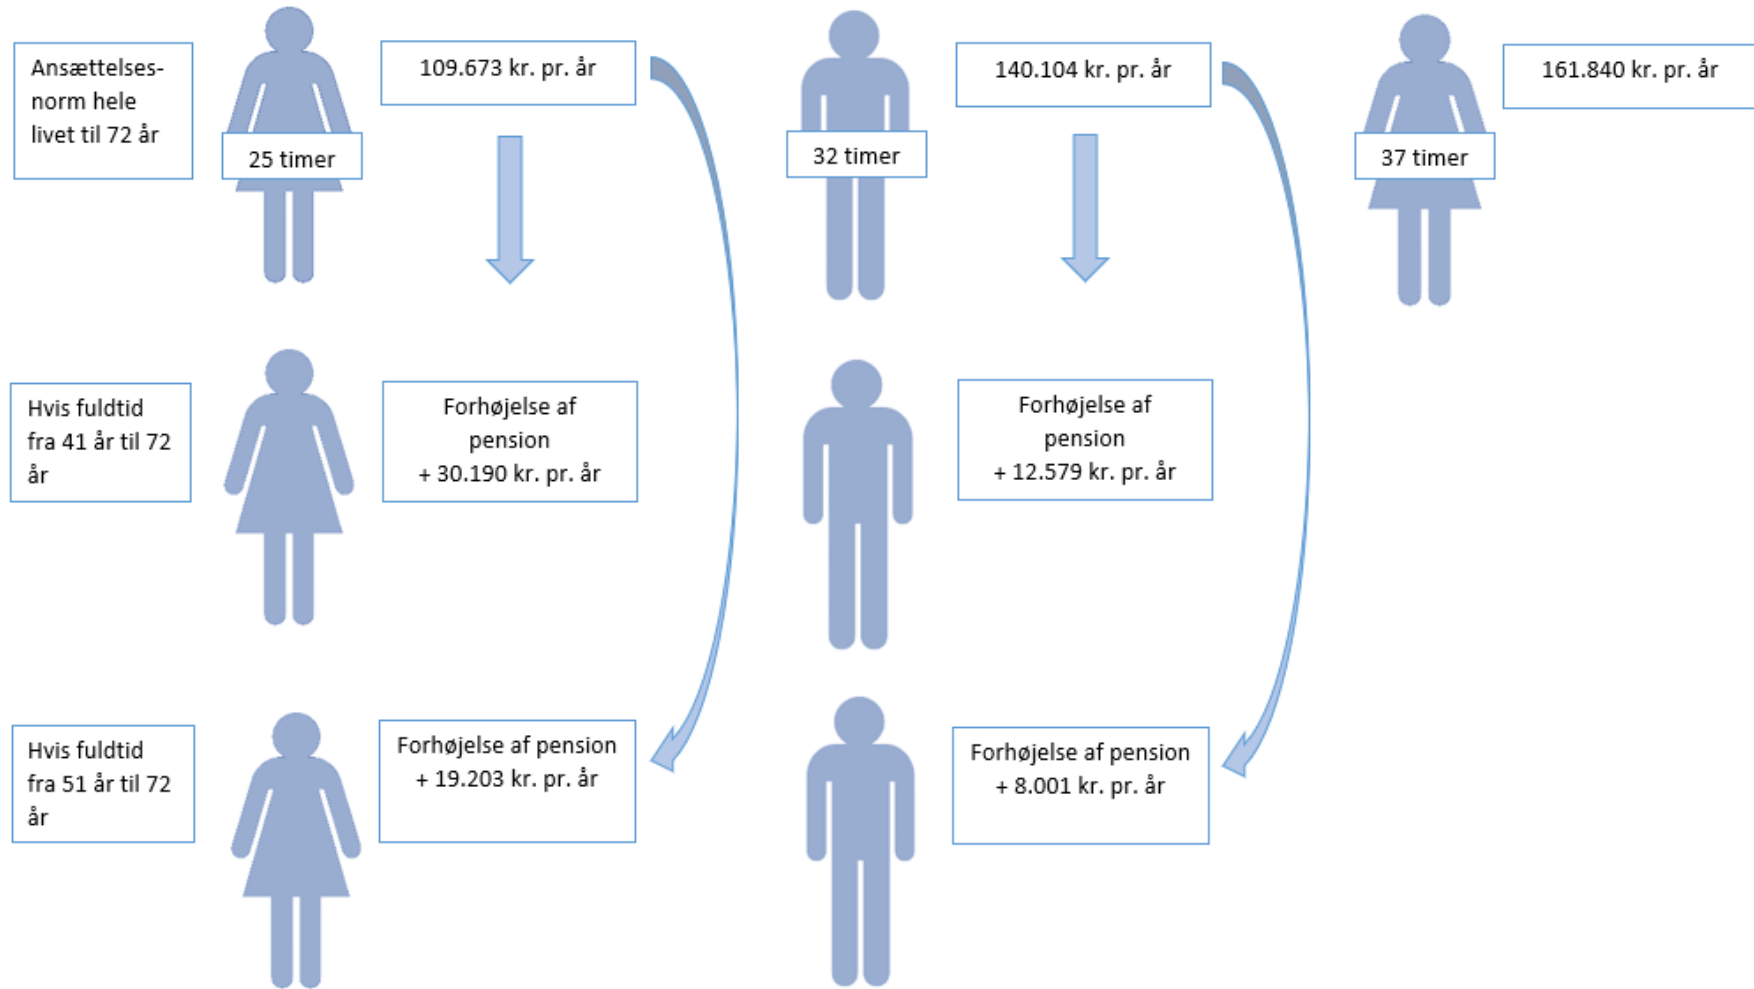 Ansættelses-
norm hele
livet til 72 år
25 timer
109.673 kr. pr. år
32 timer
140.104 kr. pr. år
37 timer
161.840 kr. pr. år
Hvis fuldtid
fra 41 år til 72
år
Forhøjelse af
pension
+ 30.190 kr. pr. år
Forhøjelse af
pension
+ 12.579 kr. pr. år
Hvis fuldtid
fra 51 år til 72
år
Forhøjelse af pension
+ 19.203 kr. pr. år
Forhøjelse af pension
+ 8.001 kr. pr. år